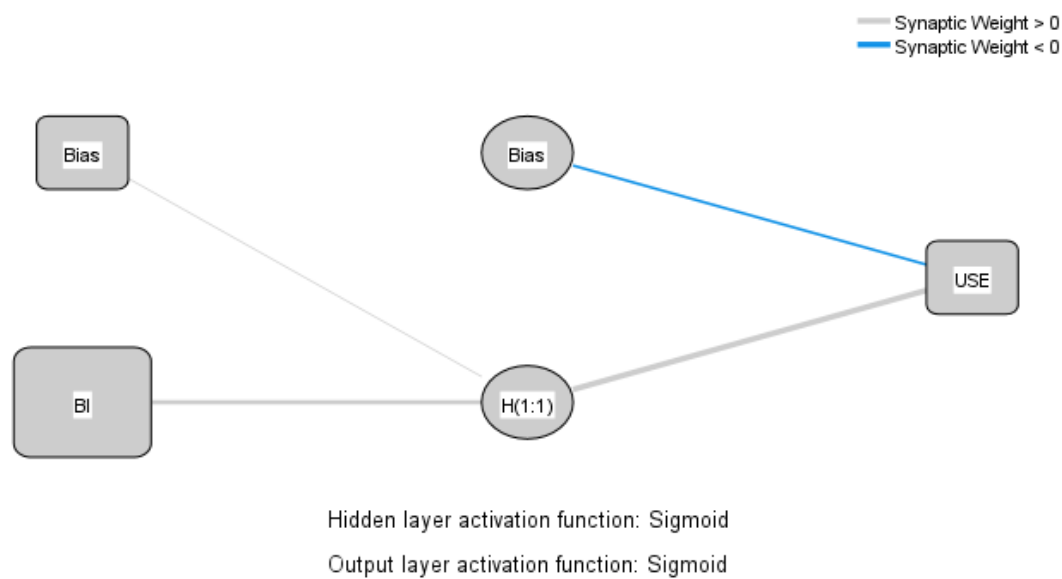 Synaptic Weight > 0
Synaptic Weight < 0
Bias
Bias
USE
BI
H(1:1)
Hidden layer activation function: Sigmoid
Output layer activation function: Sigmoid